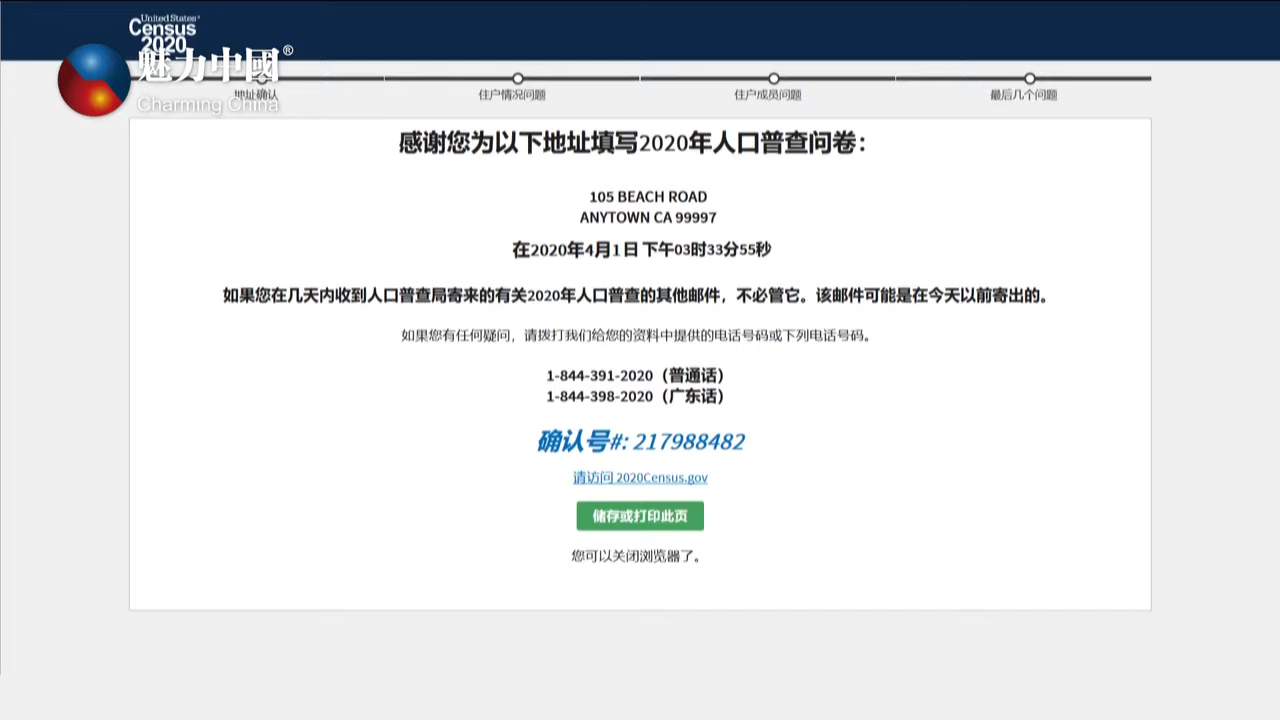 United States®
Census
2020
魅力中國®
Charming China
地址确认
住户情况问题
住户成员问题
最后几个问题
感谢您为以下地址填写2020年人口普查问卷：
105 BEACH ROAD
ANYTOWN CA 99997
在2020年4月1日 下午03时33分55秒
如果您在几天内收到人口普查局寄来的有关2020年人口普查的其他邮件，不必管它。该邮件可能是在今天以前寄出的。
如果您有任何疑问，请拨打我们给您的资料中提供的电话号码或下列电话号码。
1-844-391-2020（普通话）
1-844-398-2020（广东话）
确认号#: 217988482
请访问 2020Census.gov
储存或打印此页
您可以关闭浏览器了。